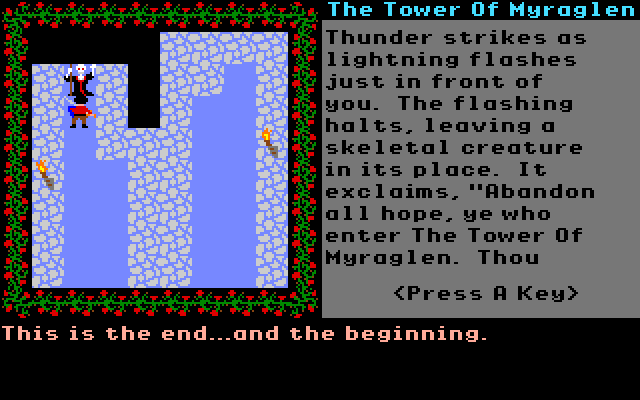 The Tower Of Myraglen
Thunder strikes as
lightning flashes
just in front of
you.  The flashing
halts, leaving a
skeletal creature
in its place.  It
exclaims, "Abandon
all hope, ye who
enter The Tower Of
Myraglen.  Thou
<Press A Key>
This is the end...and the beginning.